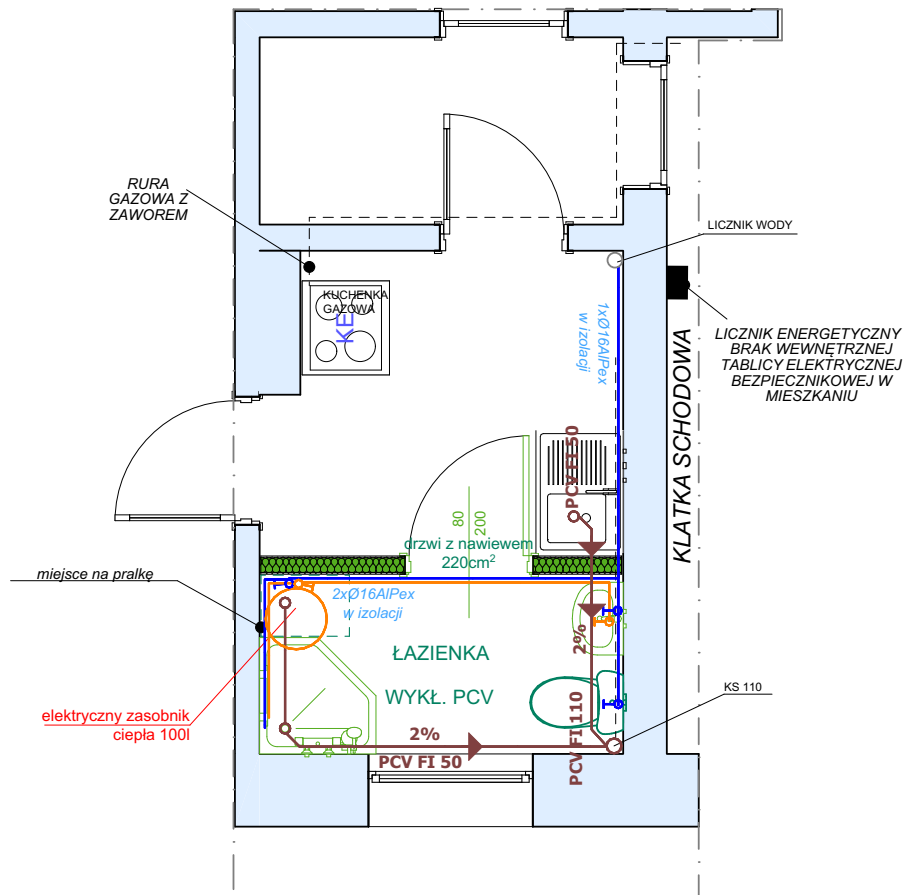 RURA
GAZOWA Z
ZAWOREM
LICZNIK WODY
KUCHENKA
GAZOWA
KE
1xØ16AlPex
w izolacji
LICZNIK ENERGETYCZNY
BRAK WEWNĘTRZNEJ
TABLICY ELEKTRYCZNEJ
BEZPIECZNIKOWEJ W
MIESZKANIU
KLATKA SCHODOWA
PCV FI 50
80
200
drzwi z nawiewem
220cm²
miejsce na pralkę
2xØ16AlPex
w izolacji
2%
ŁAZIENKA
WYKŁ. PCV
KS 110
elektryczny zasobnik
ciepła 100l
2%
PCV FI 50
PCV FI 110